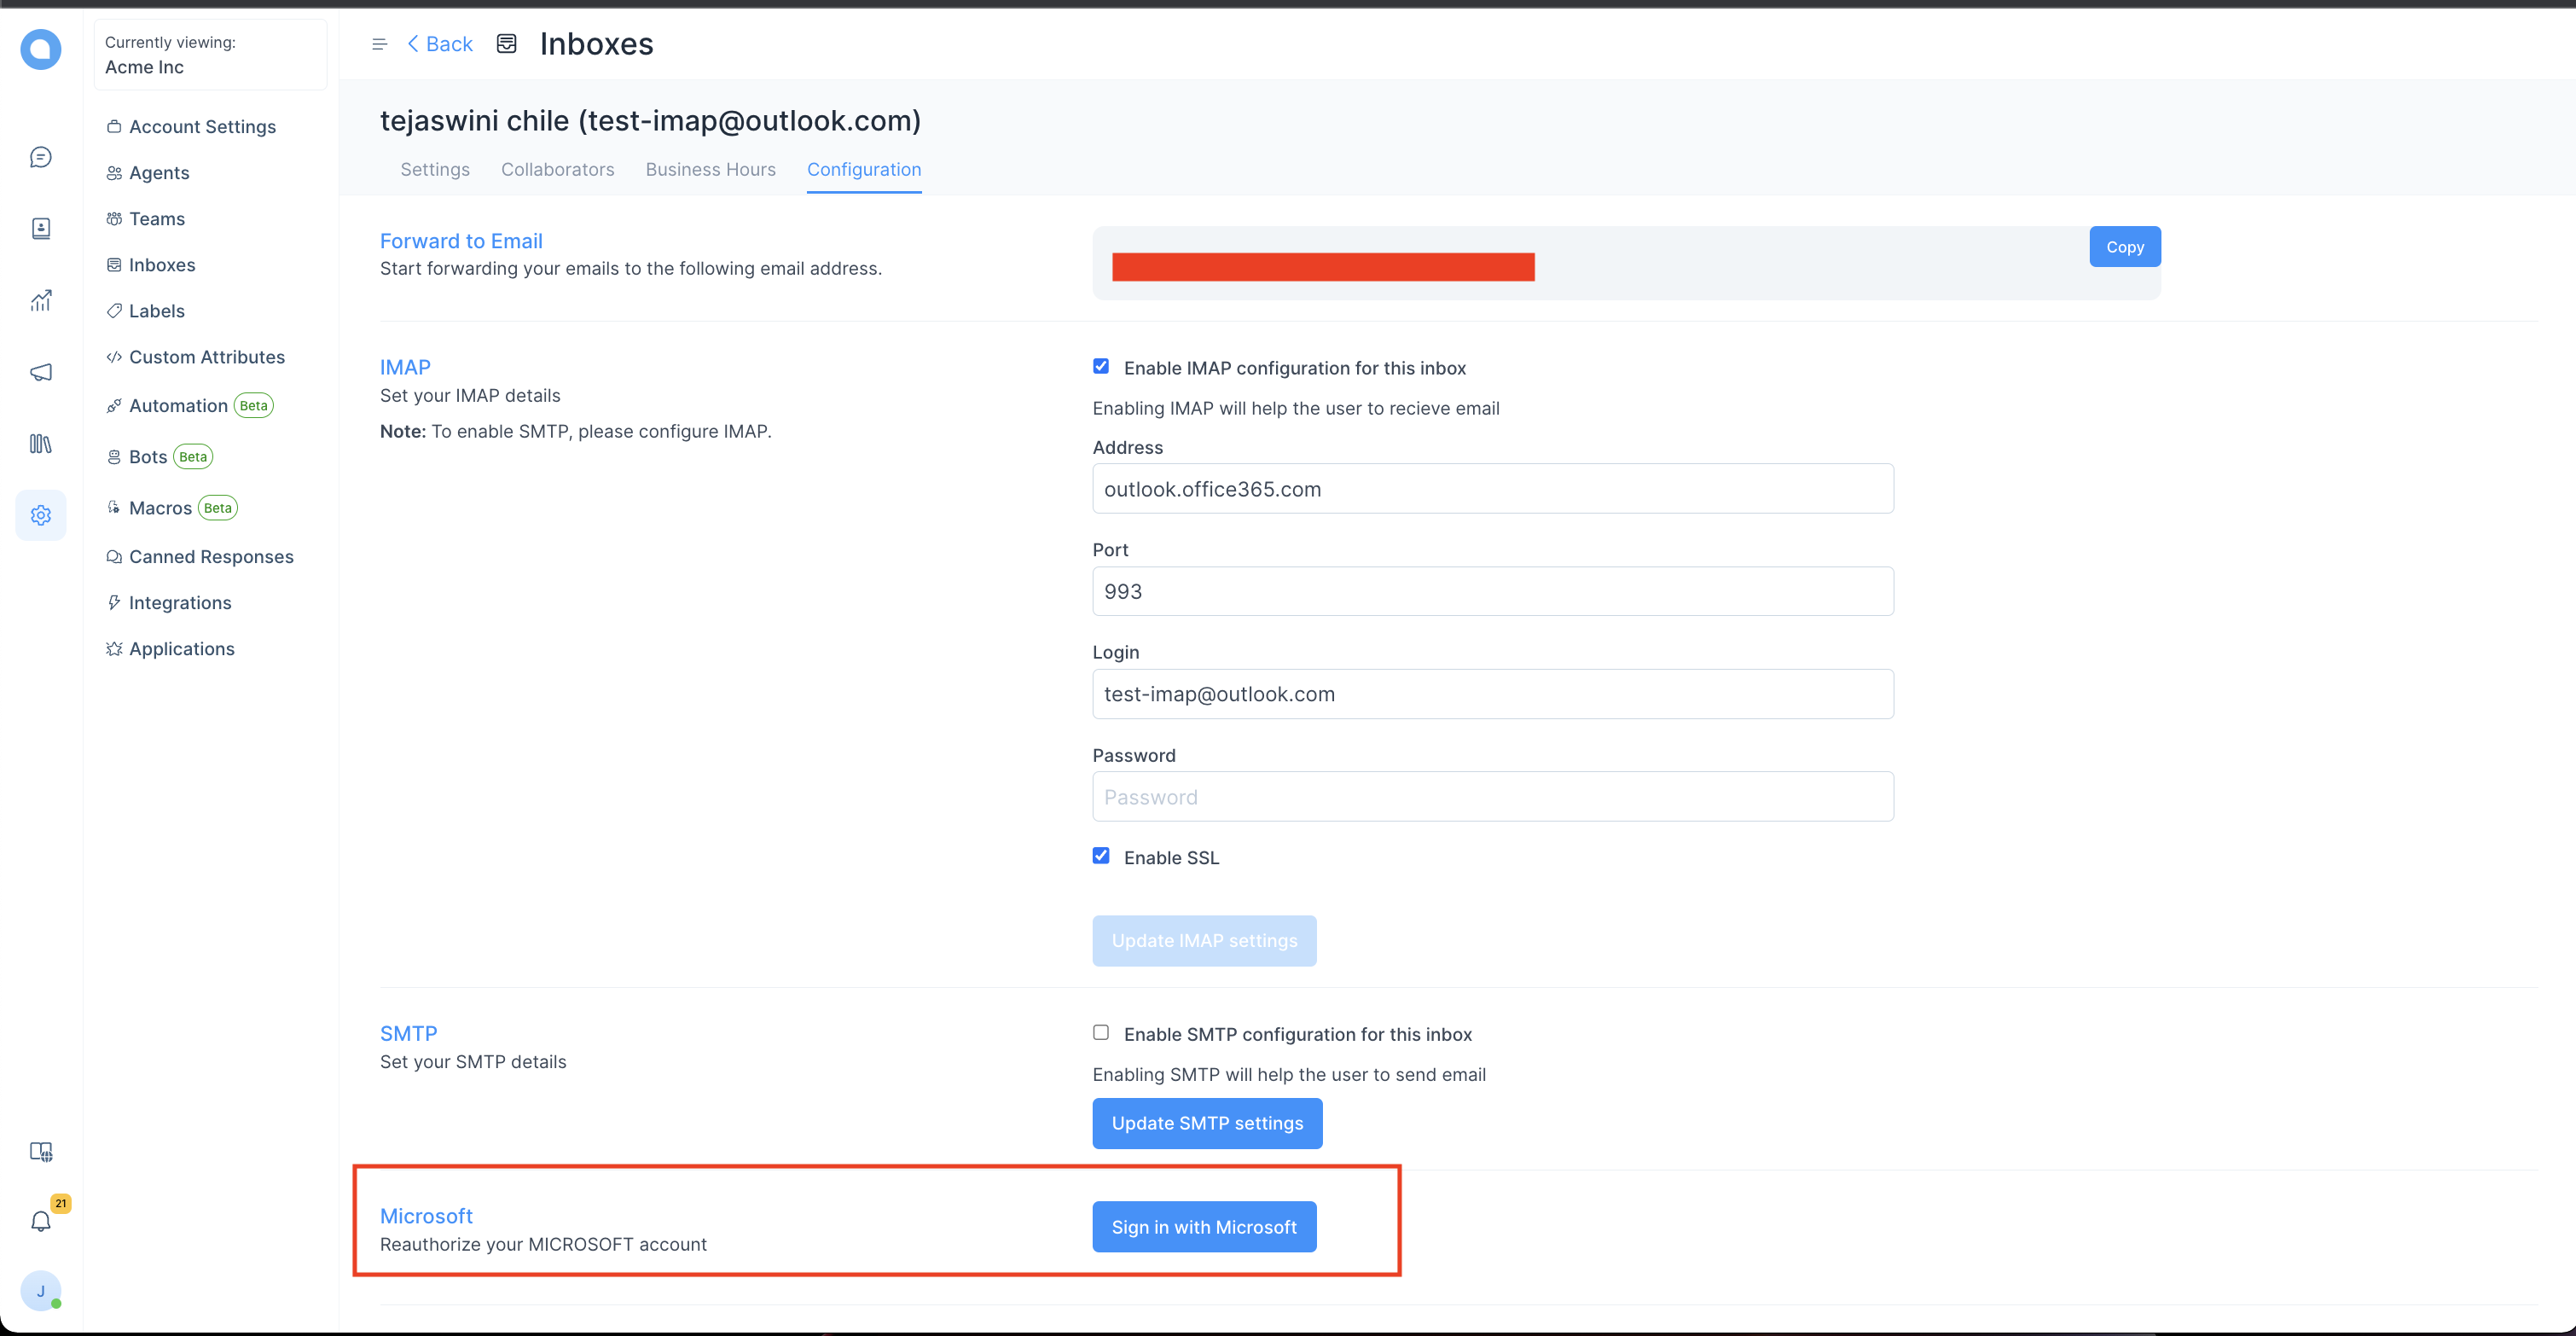 Currently viewing:
Acme Inc
Account Settings
Agents
Teams
Inboxes
Labels
Custom Attributes
Automation Beta
Bots Beta
Macros Beta
Canned Responses
Integrations
Applications
21
J
Back Inboxes
tejaswini chile (test-imap@outlook.com)
Settings Collaborators Business Hours Configuration
Forward to Email
Start forwarding your emails to the following email address.
Copy
IMAP
Set your IMAP details
Note: To enable SMTP, please configure IMAP.
Enable IMAP configuration for this inbox
Enabling IMAP will help the user to recieve email
Address
outlook.office365.com
Port
993
Login
test-imap@outlook.com
Password
Password
Enable SSL
Update IMAP settings
SMTP
Set your SMTP details
Enable SMTP configuration for this inbox
Enabling SMTP will help the user to send email
Update SMTP settings
Microsoft
Reauthorize your MICROSOFT account
Sign in with Microsoft